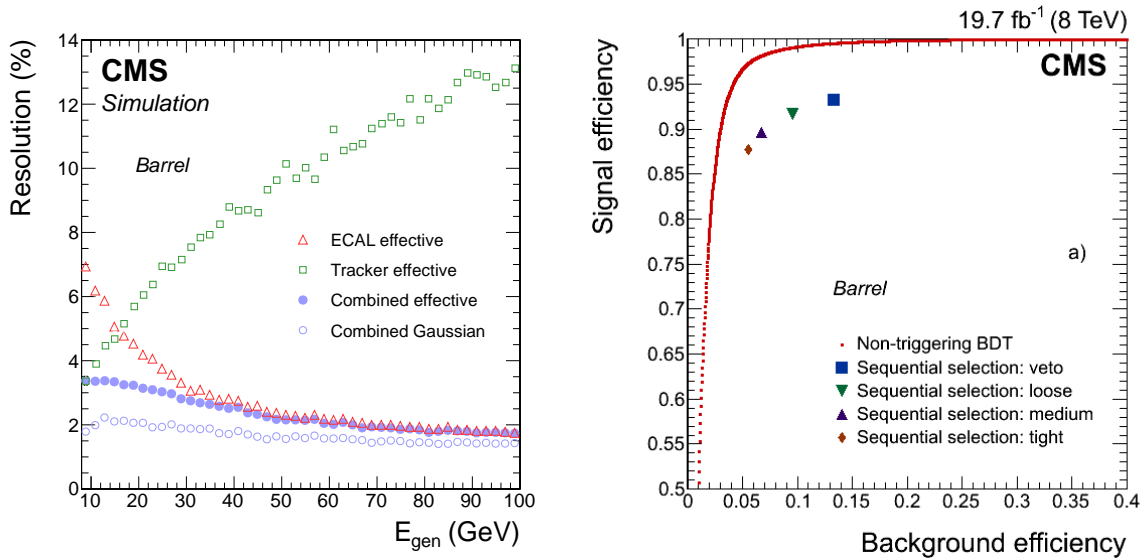 CMS
Simulation
Barrel
Resolution (%)
14
12
10
8
6
4
2
0
ECAL effective
Tracker effective
Combined effective
Combined Gaussian
10 20 30 40 50 60 70 80 90 100
E_gen (GeV)
19.7 fb⁻¹ (8 TeV)
CMS
Signal efficiency
1
0.95
0.9
0.85
0.8
0.75
0.7
0.65
0.6
0.55
0.5
a)
Barrel
Non-triggering BDT
Sequential selection: veto
Sequential selection: loose
Sequential selection: medium
Sequential selection: tight
0 0.05 0.1 0.15 0.2 0.25 0.3 0.35 0.4
Background efficiency